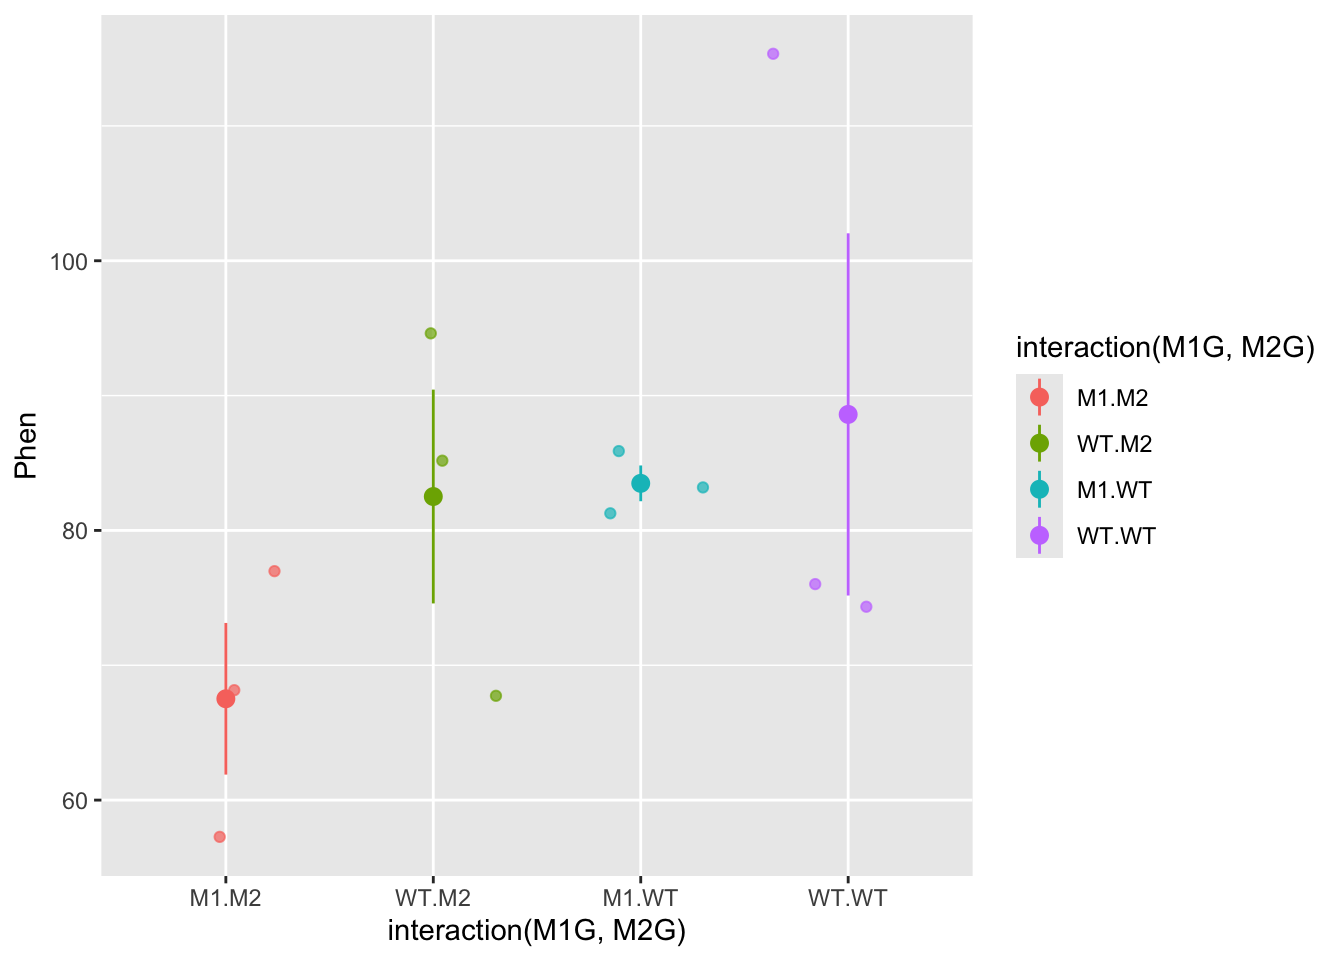 Phen
100
80
60
M1.M2
WT.M2
M1.WT
WT.WT
interaction(M1G, M2G)
interaction(M1G, M2G)
M1.M2
WT.M2
M1.WT
WT.WT